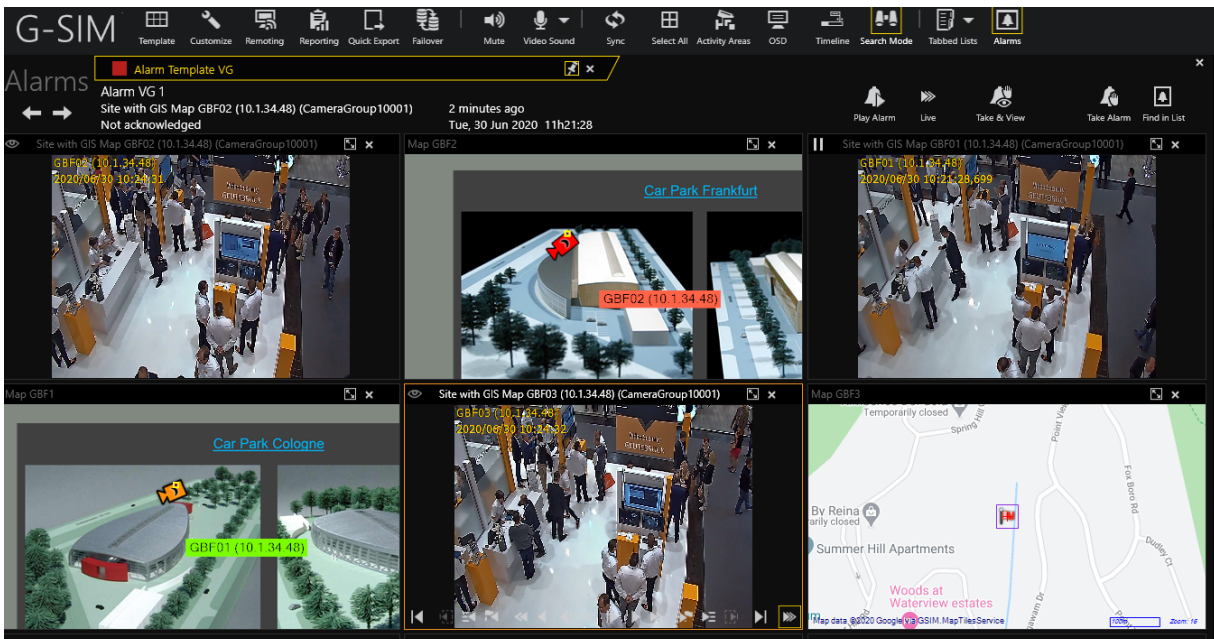 G-SIM
Template
Customize
Remoting
Reporting
Quick Export
Failover
Mute
Video Sound
Sync
Select All
Activity Areas
OSD
Timeline
Search Mode
Tabbed Lists
Alarms
Alarms
Alarm Template VG
Alarm VG 1
Site with GIS Map GBF02 (10.1.34.48) (CameraGroup10001)
2 minutes ago
Not acknowledged
Tue, 30 Jun 2020 11h21:28
Play Alarm
Live
Take & View
Take Alarm
Find in List
Site with GIS Map GBF02 (10.1.34.48) (CameraGroup10001)
GBF02 (10.1.34.48)
2020/06/30 10:24:31
Map GBF2
Car Park Frankfurt
GBF02 (10.1.34.48)
Site with GIS Map GBF01 (10.1.34.48) (CameraGroup10001)
GBF01 (10.1.34.48)
2020/06/30 10:21:28,699
Map GBF1
Car Park Cologne
GBF01 (10.1.34.48)
Site with GIS Map GBF03 (10.1.34.48) (CameraGroup10001)
GBF03 (10.1.34.48)
2020/06/30 10:24:32
Map GBF3
Temporarily closed
Spring Hill
Point View
Fox Boro Rd
By Reina
arily closed
Summer Hill Apartments
Dudley Ct
Woods at
Waterview estates
gawam Dr
Map data ©2020 Google via GSIM.MapTilesService
100m
Zoom: 16